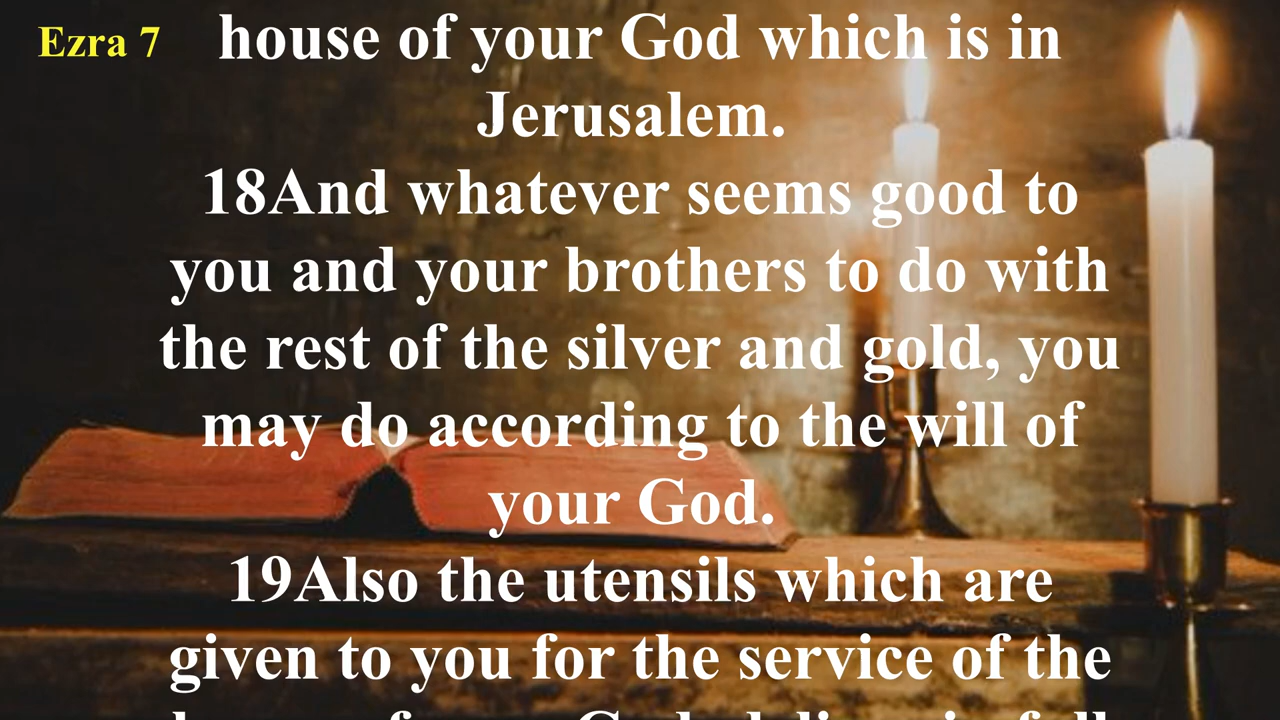 Ezra 7
house of your God which is in
Jerusalem.
18And whatever seems good to
you and your brothers to do with
the rest of the silver and gold, you
may do according to the will of
your God.
19Also the utensils which are
given to you for the service of the